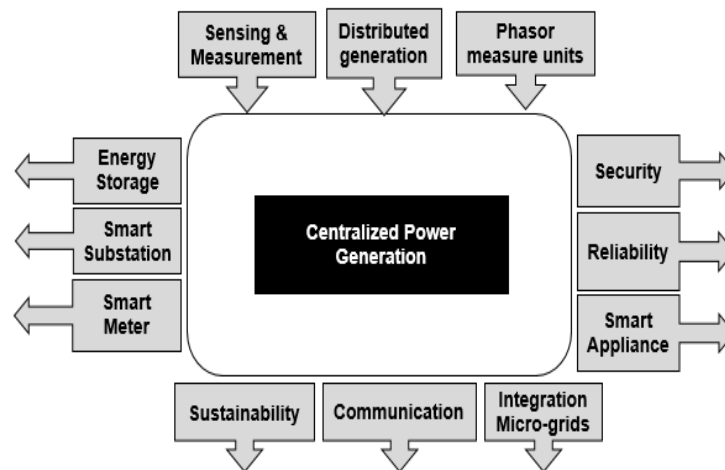 Sensing &
Measurement
Distributed
generation
Phasor
measure units
Energy
Storage
Smart
Substation
Smart
Meter
Centralized Power
Generation
Security
Reliability
Smart
Appliance
Sustainability
Communication
Integration
Micro-grids